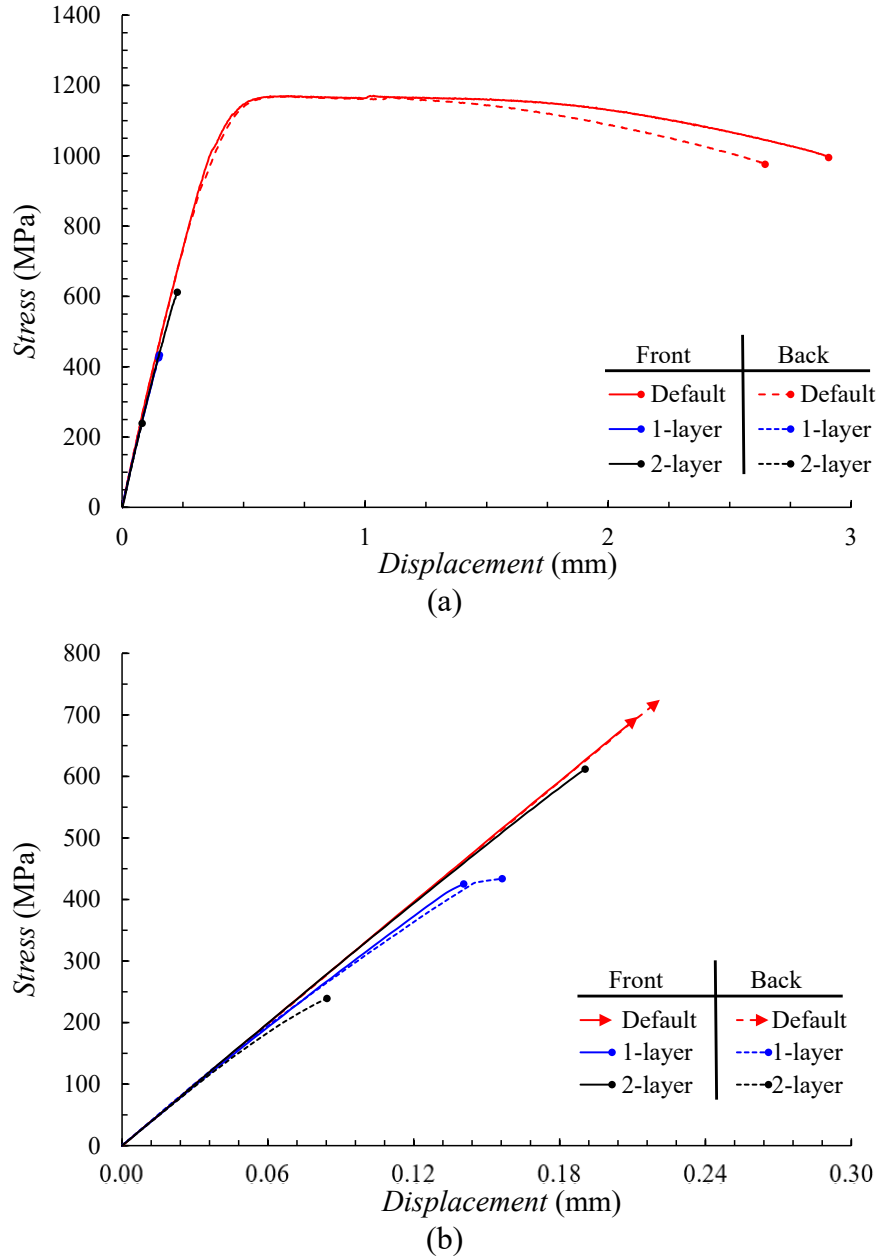 1400
1200
1000
800
600
400
200
0
Stress (MPa)
0 1 2 3
Displacement (mm)
Front Back
Default Default
1-layer 1-layer
2-layer 2-layer
(a)
800
700
600
500
400
300
200
100
0
Stress (MPa)
0.00 0.06 0.12 0.18 0.24 0.30
Displacement (mm)
Front Back
Default Default
1-layer 1-layer
2-layer 2-layer
(b)